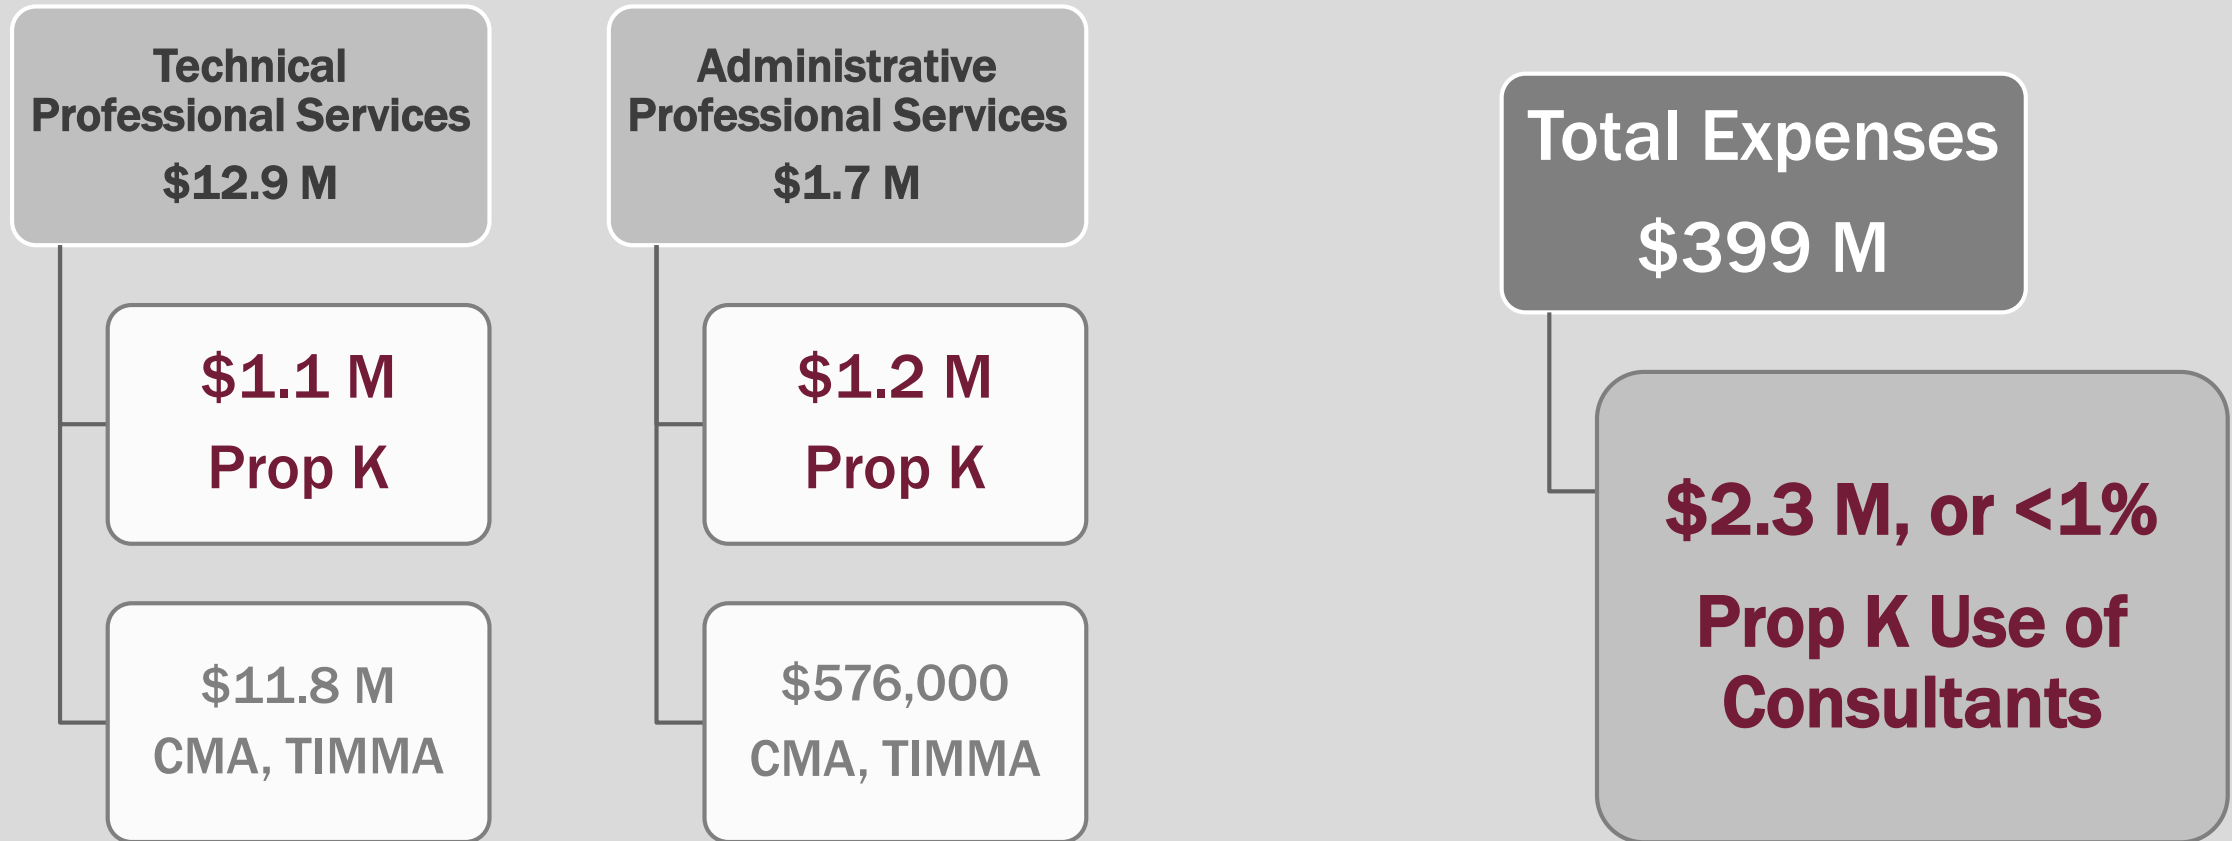 Technical
Professional Services
$12.9 M
$1.1 M
Prop K
$11.8 M
CMA, TIMMA
Administrative
Professional Services
$1.7 M
$1.2 M
Prop K
$576,000
CMA, TIMMA
Total Expenses
$399 M
$2.3 M, or <1%
Prop K Use of
Consultants